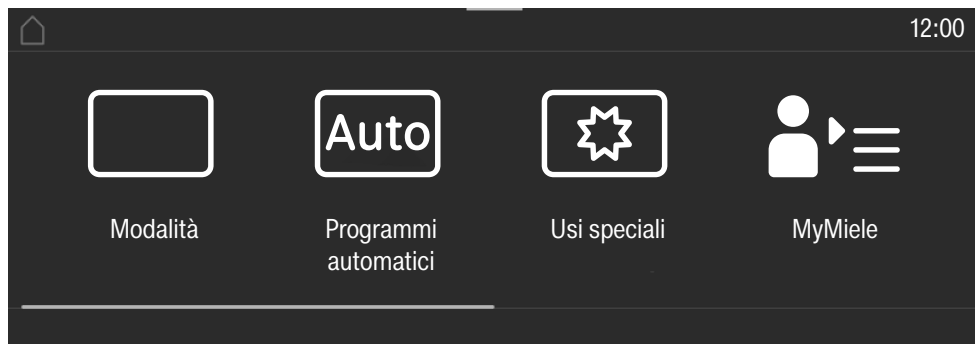 12:00
Auto
Modalità
Programmi
automatici
Usi speciali
MyMiele